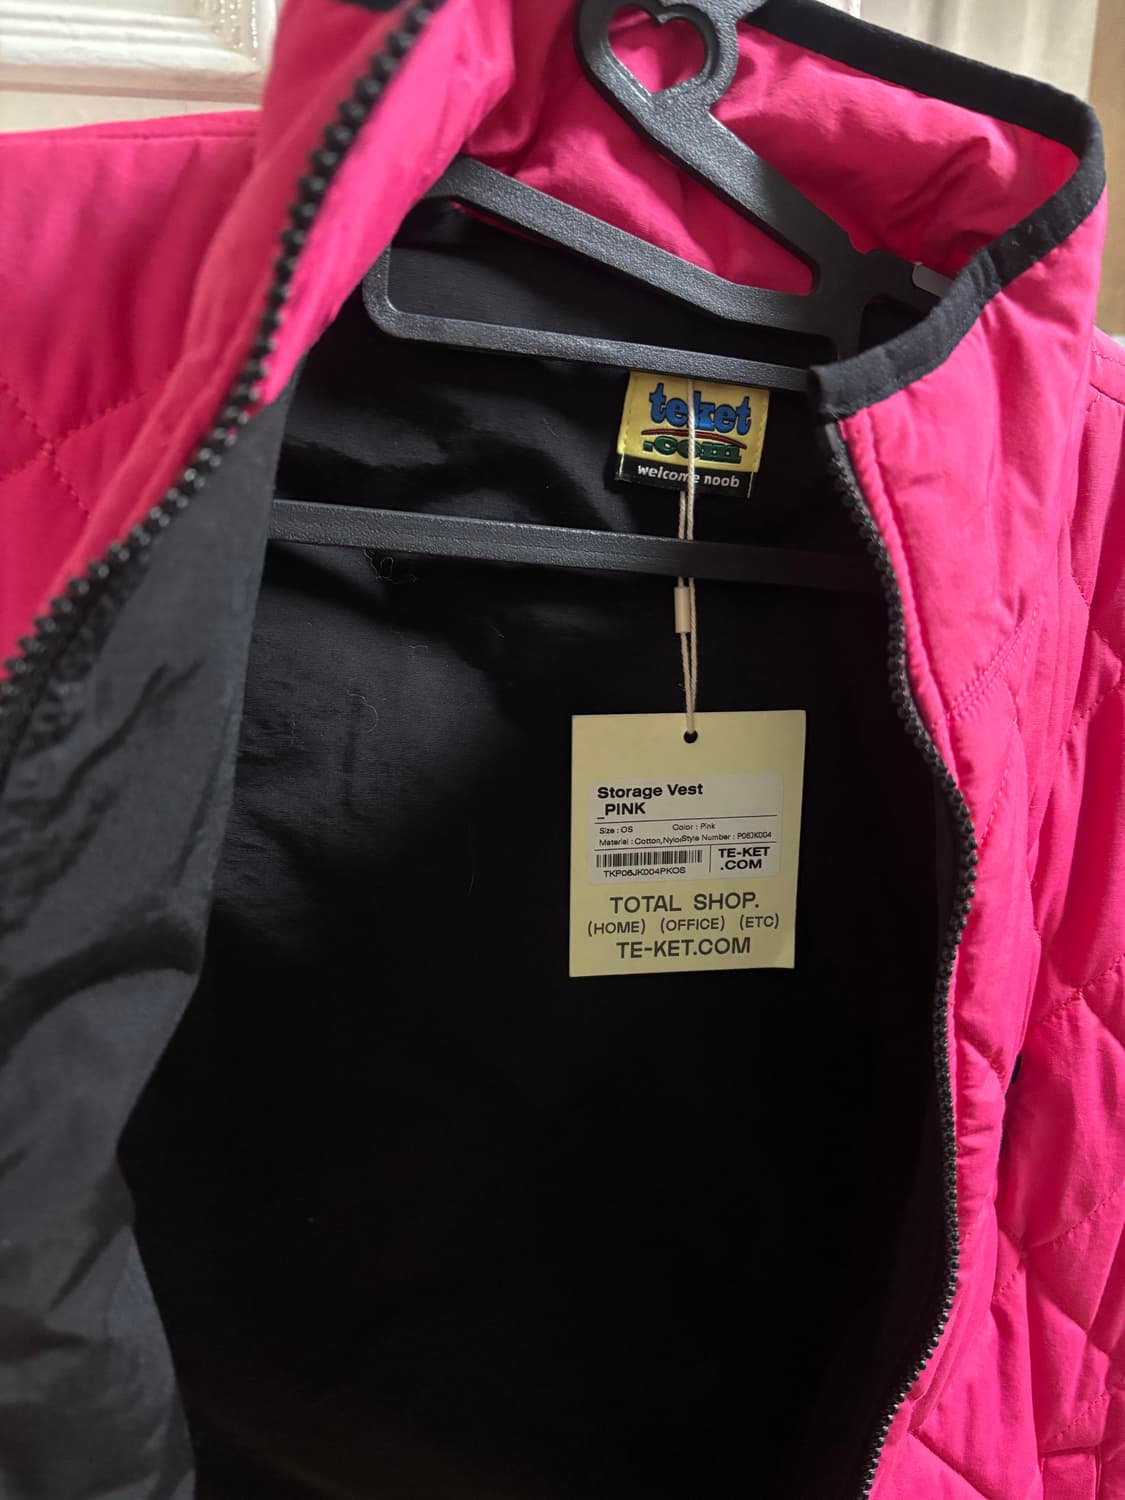 teket
.com
welcome noob
Storage Vest
_PINK
Size : OS Color : Pink
Material : Cotton,Nylon Style Number : P06JK004
TKP06JK004PKOS
TE-KET
.COM
TOTAL SHOP.
(HOME) (OFFICE) (ETC)
TE-KET.COM